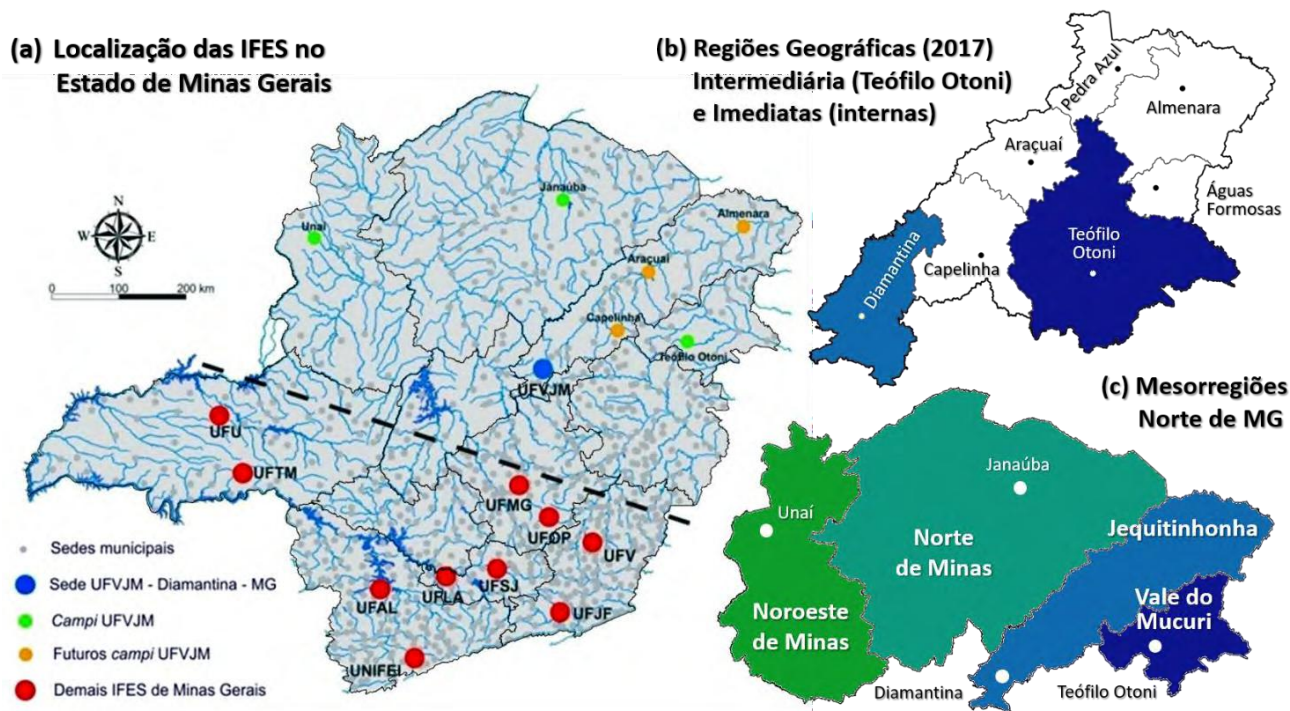 (a) Localização das IFES no
Estado de Minas Gerais
N
W
E
S
0 100 200 km
Unaí
Janaúba
Almenara
Araçuaí
Capelinha
Teófilo Otoni
UFVJM
UFU
UFTM
UFMG
UFOP
UFV
UFSJ
UFLA
UFAL
UFJF
UNIFEI
Sedes municipais
Sede UFVJM - Diamantina - MG
Campi UFVJM
Futuros campi UFVJM
Demais IFES de Minas Gerais
(b) Regiões Geográficas (2017)
Intermediária (Teófilo Otoni)
e Imediatas (internas)
Pedra Azul
Almenara
Araçuaí
Águas
Formosas
Teófilo
Otoni
Capelinha
Diamantina
(c) Mesorregiões
Norte de MG
Janaúba
Unaí
Jequitinhonha
Norte
de Minas
Vale do
Mucuri
Noroeste
de Minas
Diamantina
Teófilo Otoni